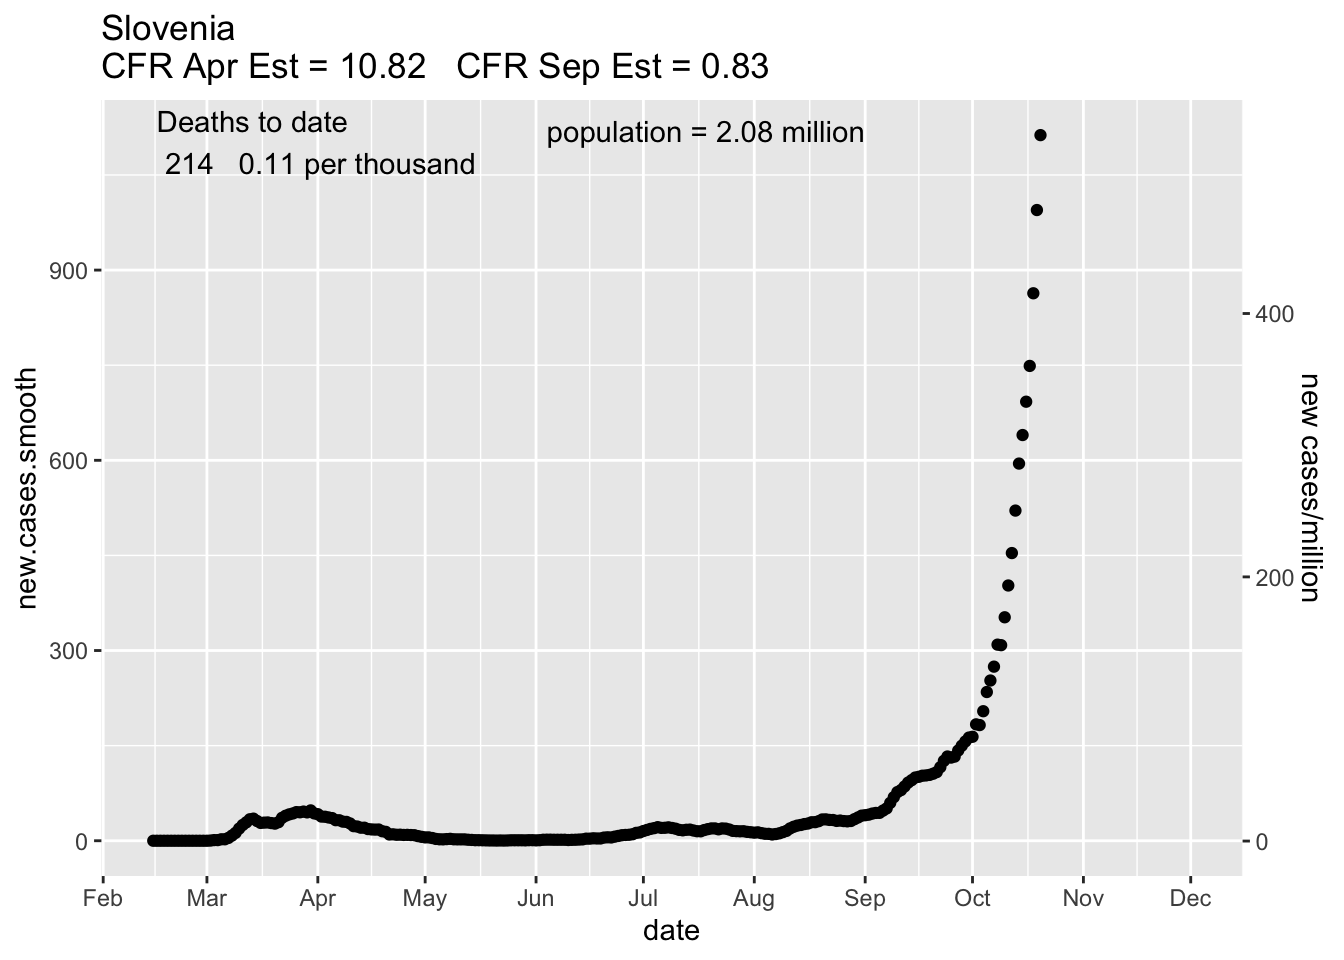 Slovenia
CFR Apr Est = 10.82   CFR Sep Est = 0.83
Deaths to date
214   0.11 per thousand
population = 2.08 million
new.cases.smooth
900
600
300
0
400
200
0
new cases/million
Feb Mar Apr May Jun Jul Aug Sep Oct Nov Dec
date